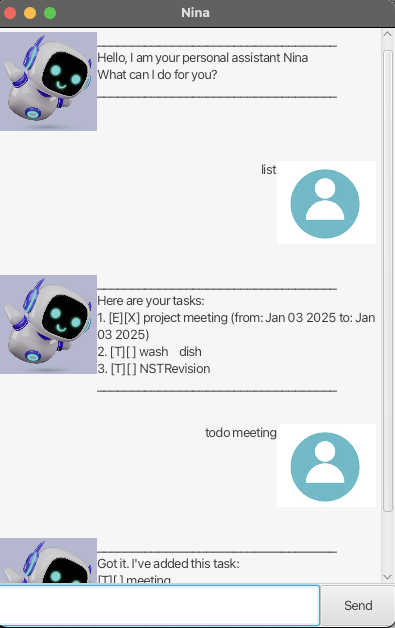 Nina
Hello, I am your personal assistant Nina
What can I do for you?
list
Here are your tasks:
1. [E][X] project meeting (from: Jan 03 2025 to: Jan
03 2025)
2. [T][ ] wash   dish
3. [T][ ] NSTRevision
todo meeting
Got it. I've added this task:
[T][ ] meeting
Send